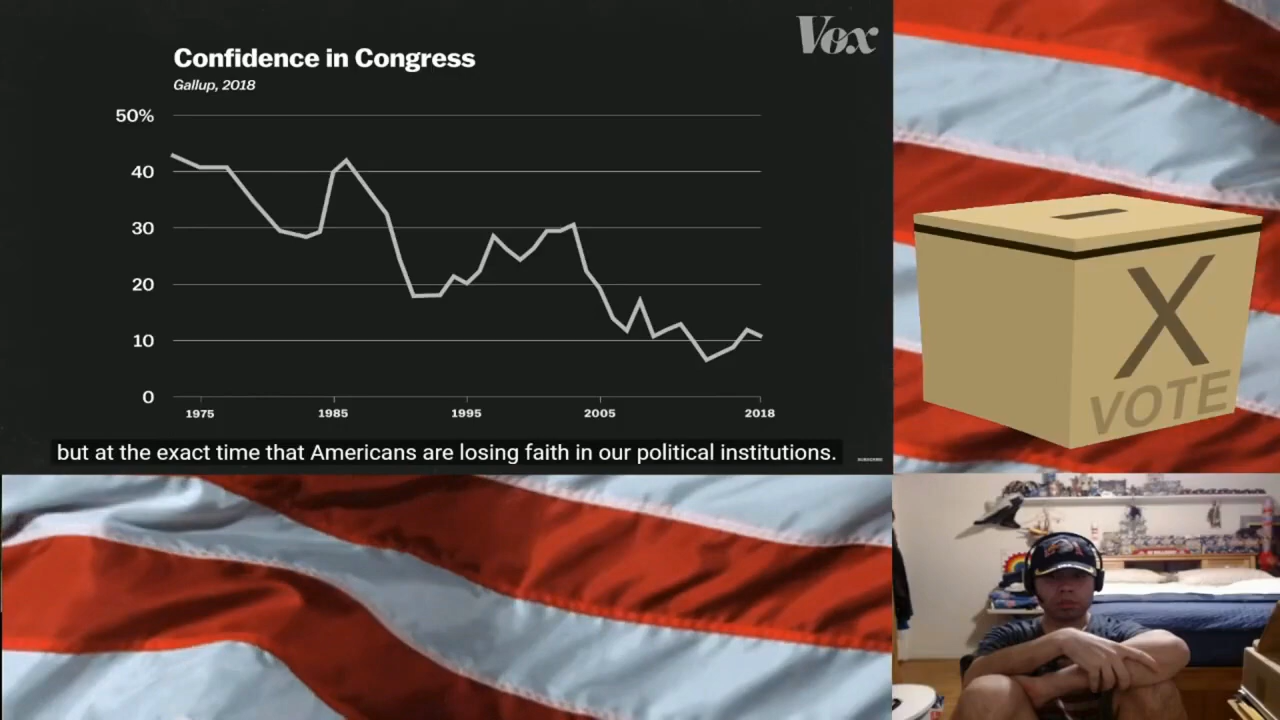 Vox
Confidence in Congress
Gallup, 2018
50%
40
30
20
10
0
1975 1985 1995 2005 2018
but at the exact time that Americans are losing faith in our political institutions.
SUBSCRIBE
X
VOTE